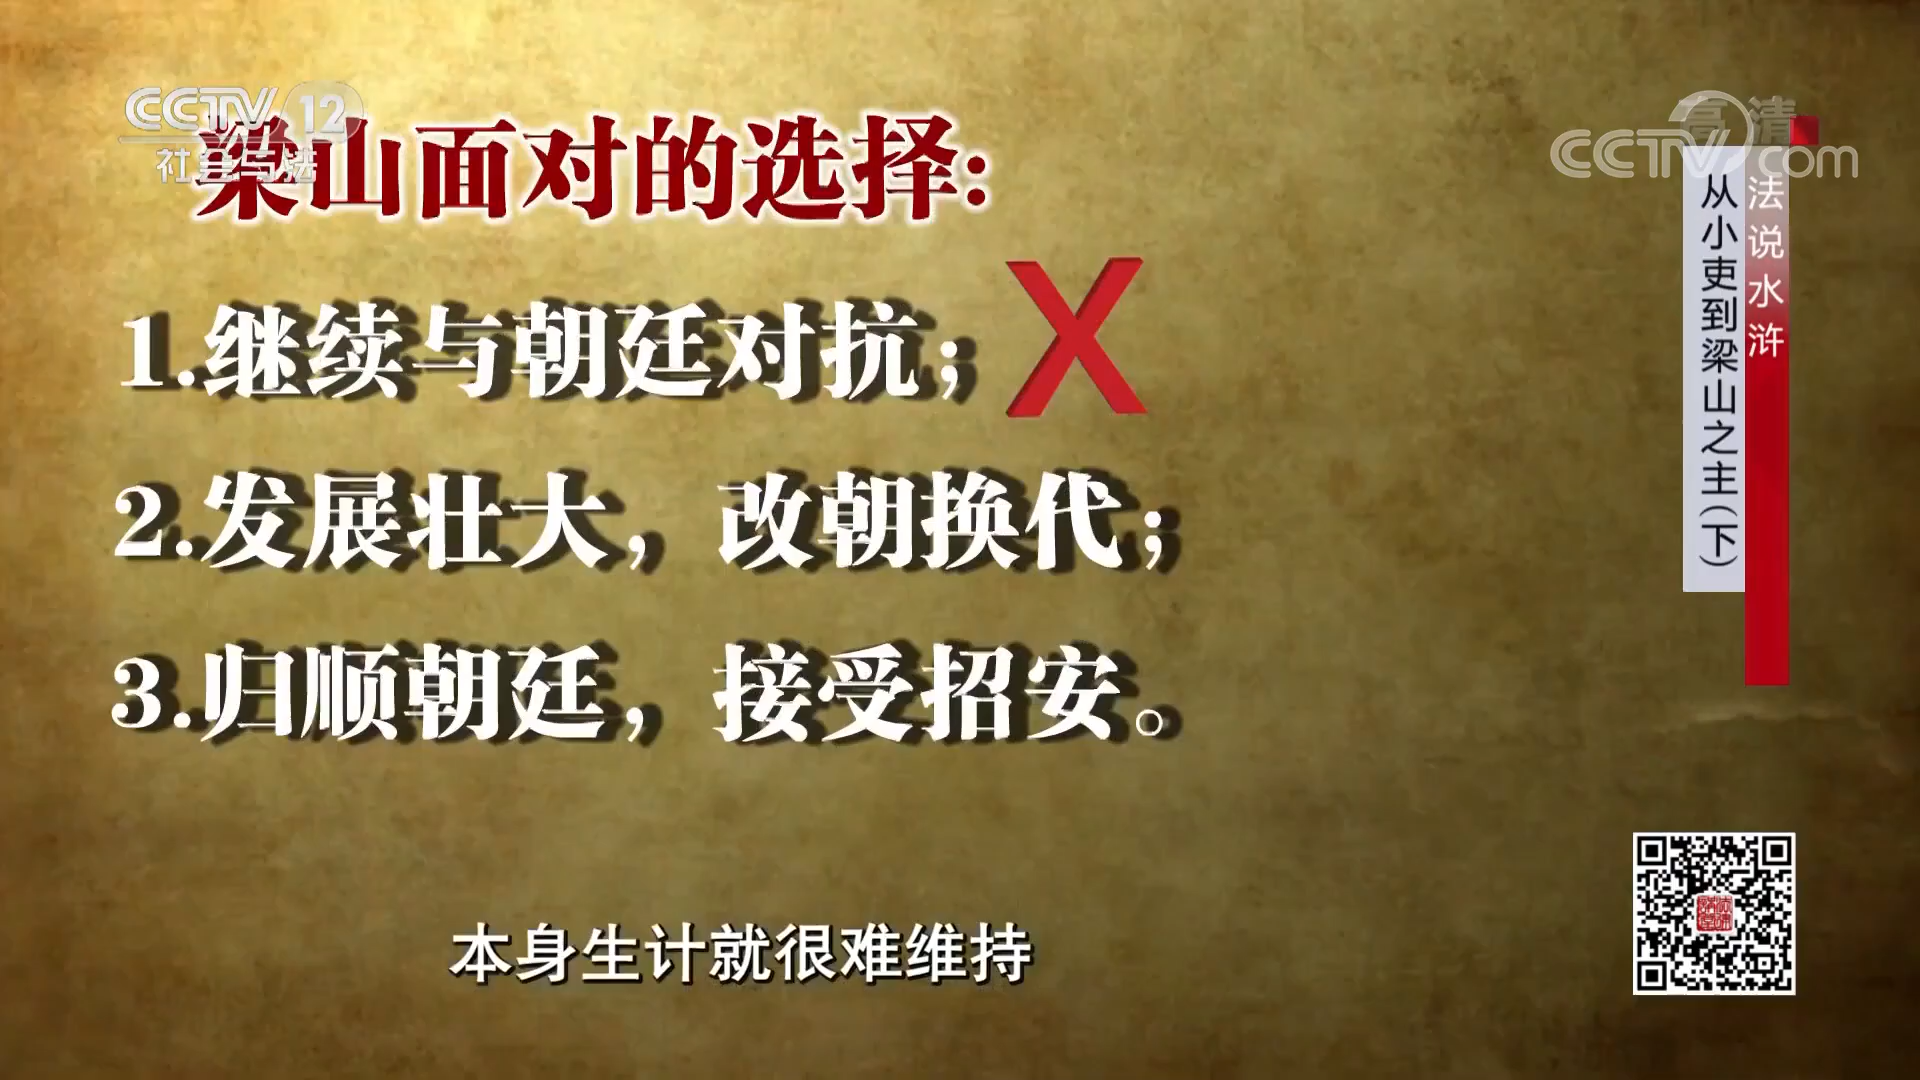 CCTV 12
社会与法
梁山面对的选择:
高清
CCTV.com
1.继续与朝廷对抗；X
2.发展壮大，改朝换代；
3.归顺朝廷，接受招安。
法说水浒
从小吏到梁山之主(下)
本身生计就很难维持